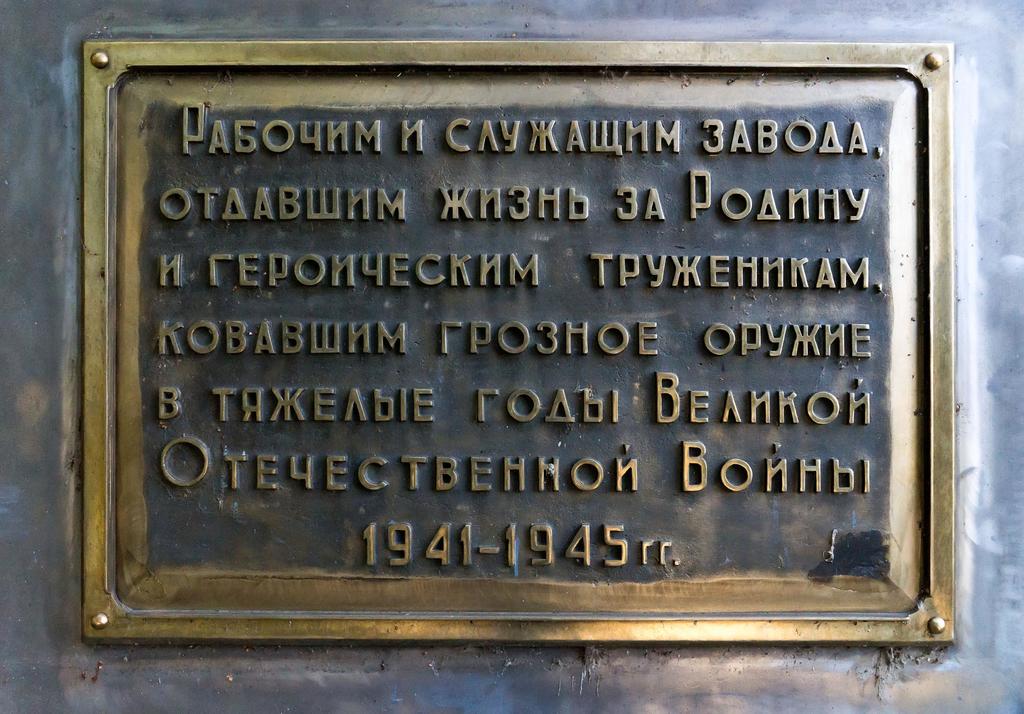 Рабочим и служащим завода,
отдавшим жизнь за Родину
и героическим труженикам,
ковавшим грозное оружие
в тяжелые годы Великой
Отечественной Войны
1941-1945 гг.